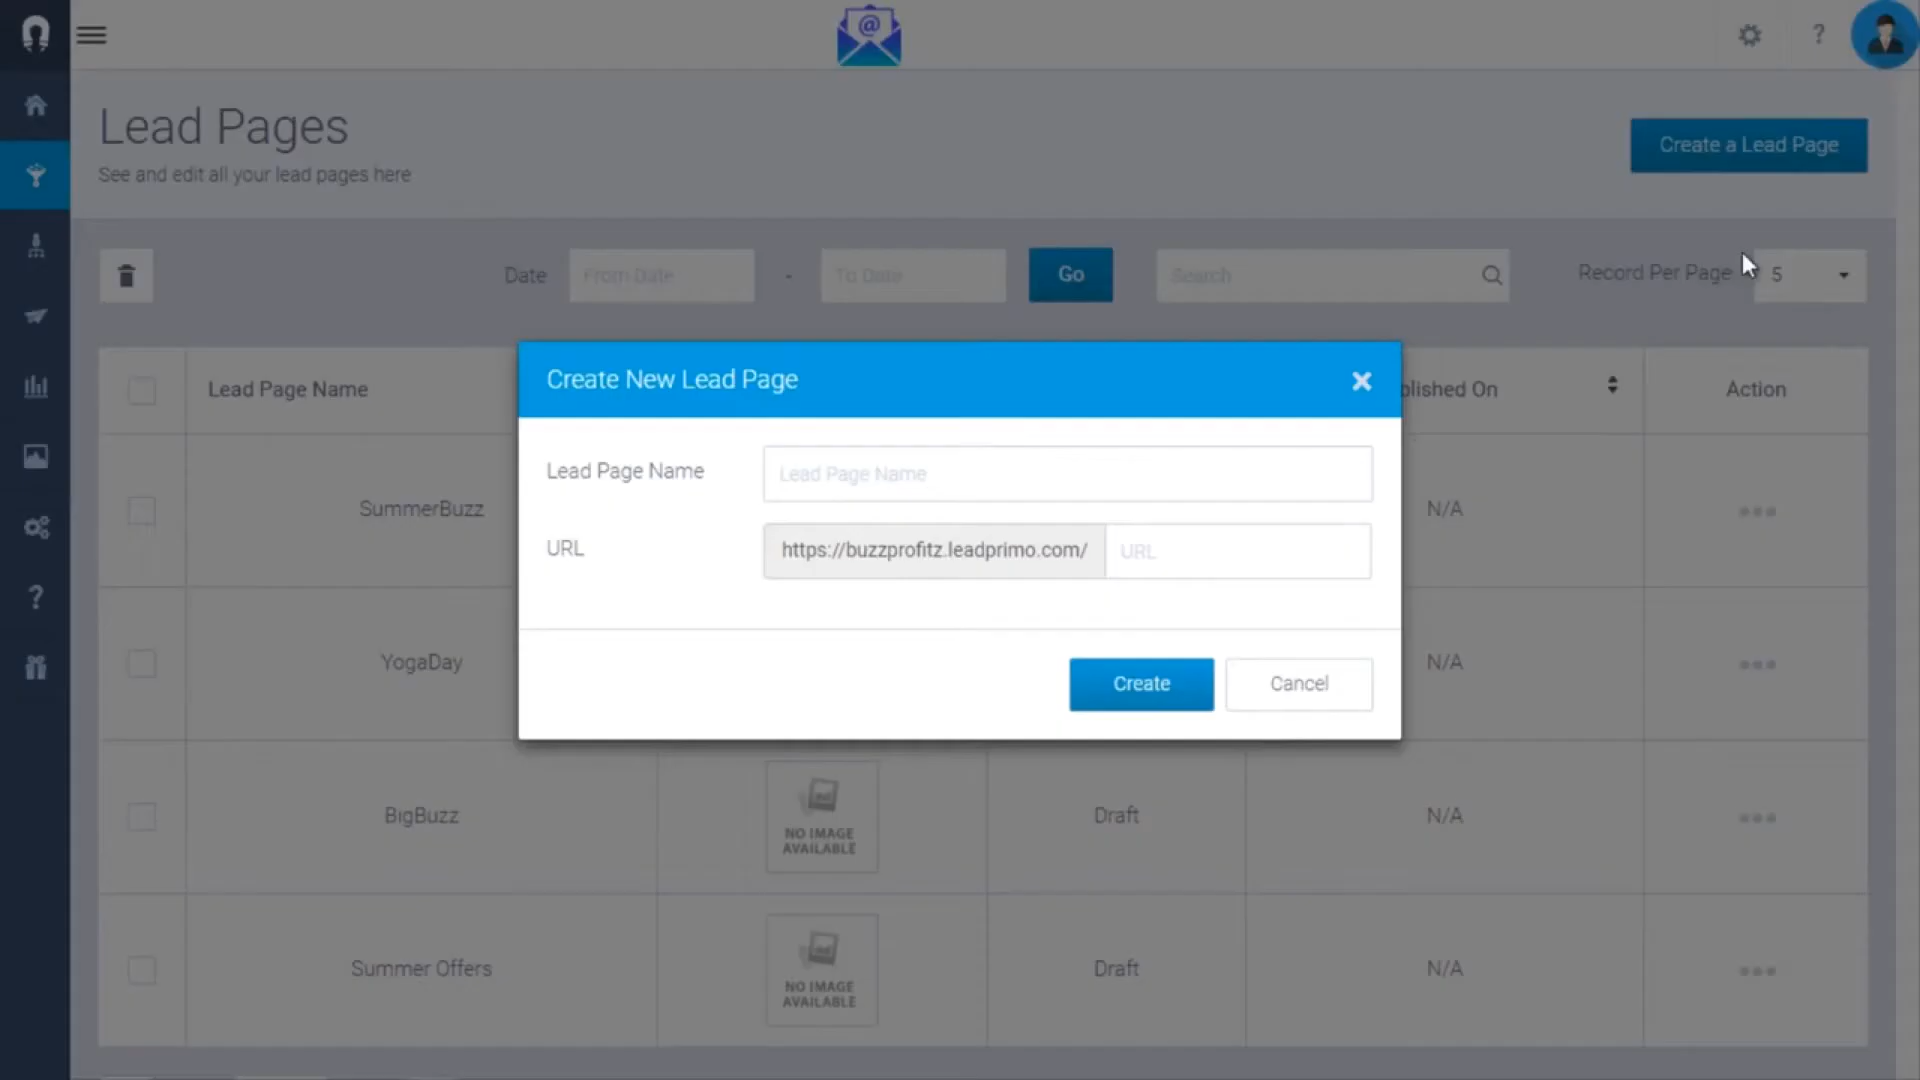 @
?
Lead Pages
Create a Lead Page
See and edit all your lead pages here
Date From Date - To Date Go Search Record Per Page 5
Create New Lead Page
Lead Page Name
blished On
Action
Lead Page Name Lead Page Name
URL https://buzzprofitz.leadprimo.com/ URL
Create Cancel
SummerBuzz N/A
?
YogaDay N/A
BigBuzz NO IMAGE AVAILABLE Draft N/A
Summer Offers NO IMAGE AVAILABLE Draft N/A